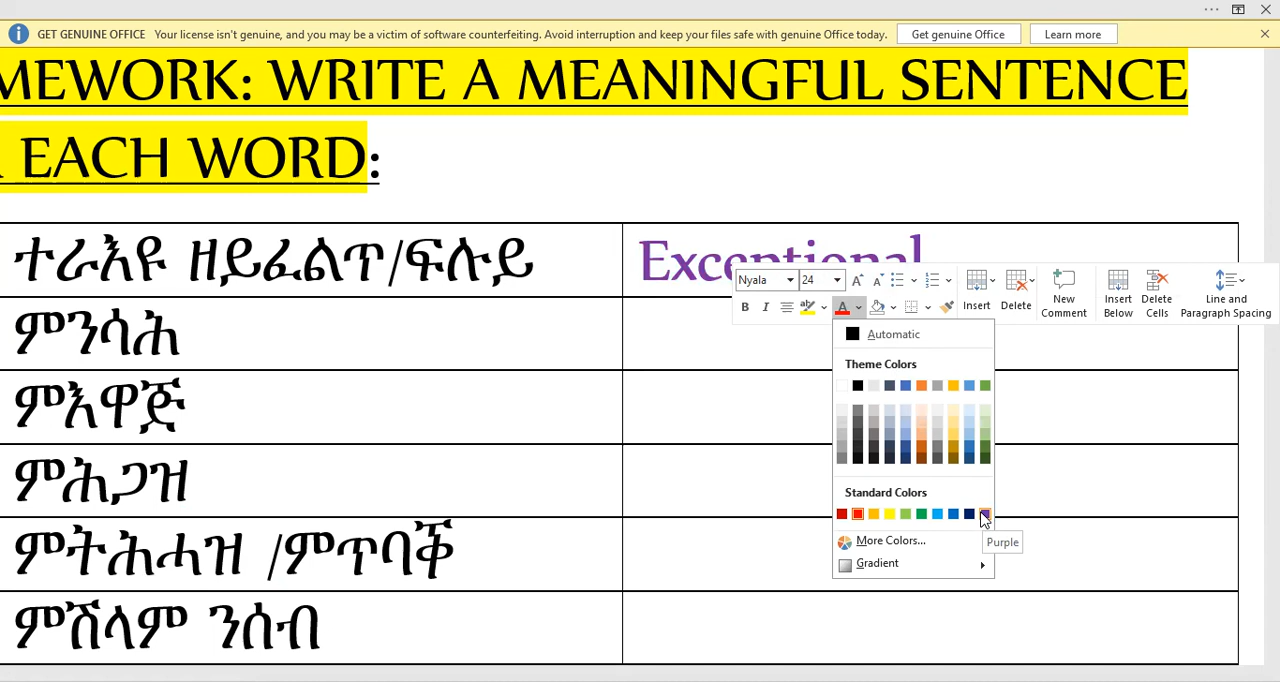 GET GENUINE OFFICE Your license isn't genuine, and you may be a victim of software counterfeiting. Avoid interruption and keep your files safe with genuine Office today. Get genuine Office Learn more
MEWORK: WRITE A MEANINGFUL SENTENCE
EACH WORD:
ተራእዩ ዘይፈልጥ/ፍሉይ Exceptional
Nyala 24
Insert Delete New Comment Insert Below Delete Cells Line and Paragraph Spacing
Automatic
Theme Colors
ምንሳሕ
ምእዋጅ
ምሕጋዝ
Standard Colors
ምትሕሓዝ /ምጥባቕ
Purple
More Colors...
Gradient
ምሽላም ንሰብ